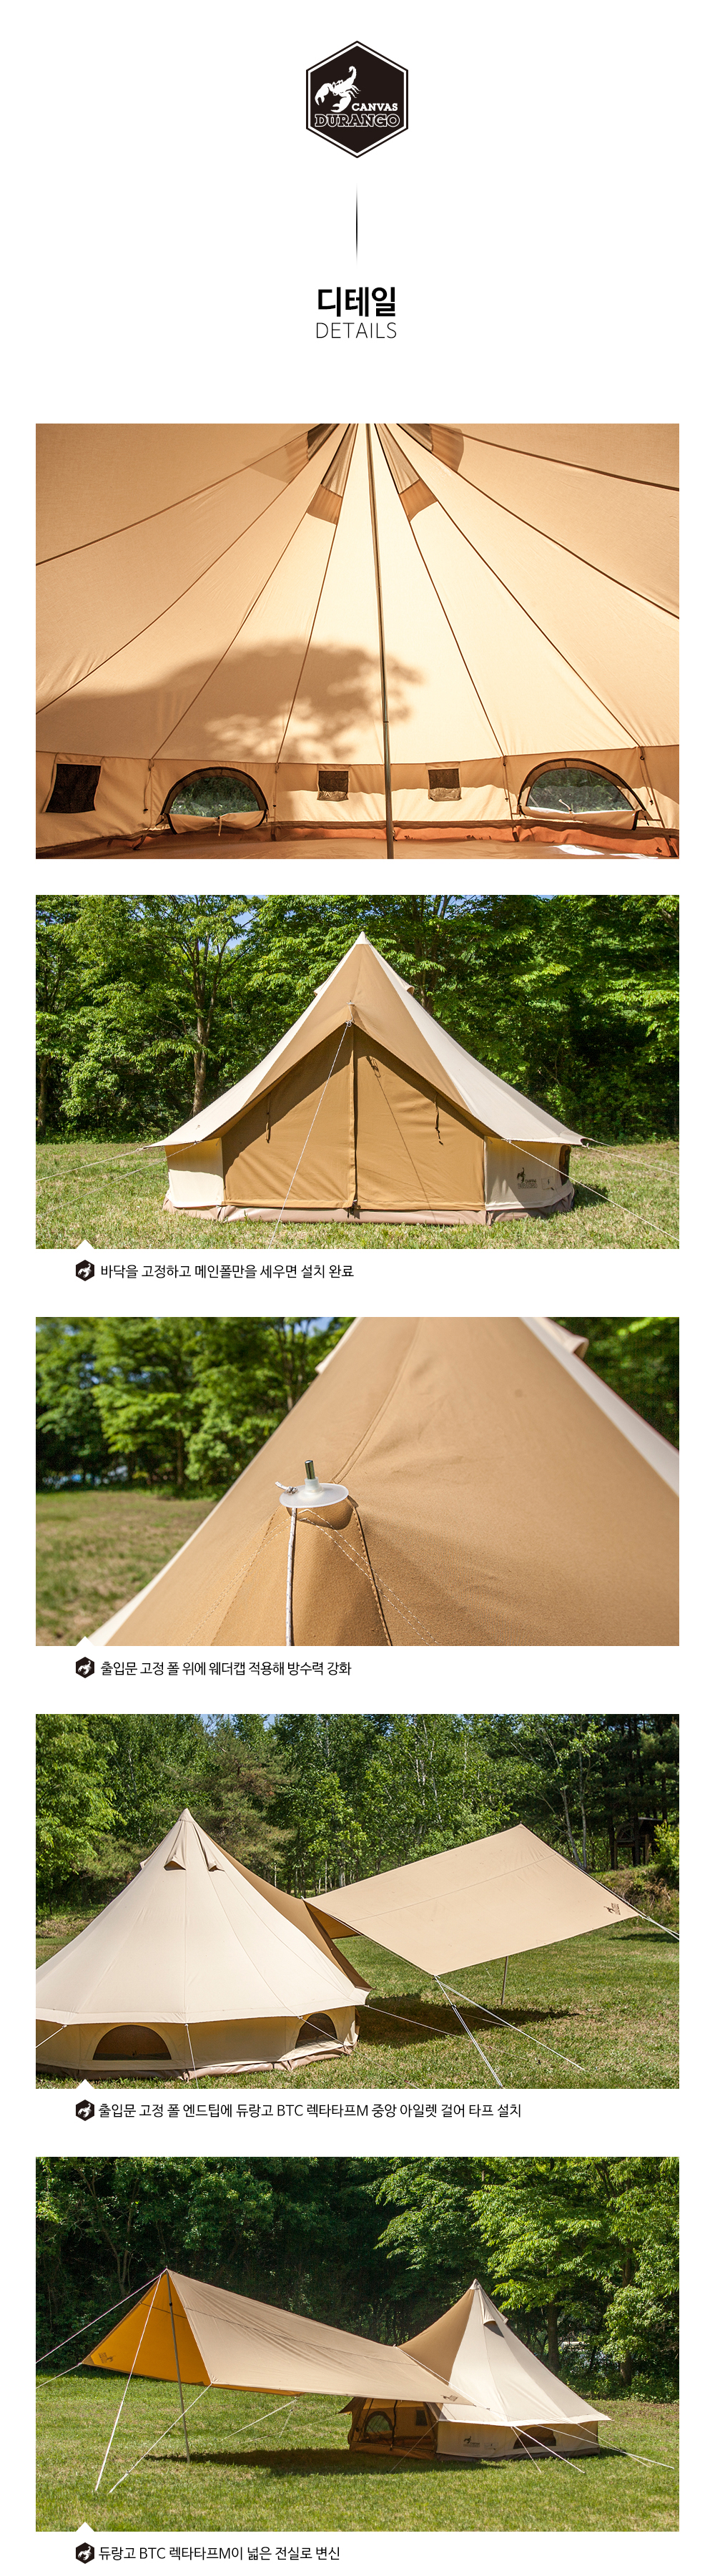 CANVAS
DURANGO
디테일
DETAILS
바닥을 고정하고 메인폴만을 세우면 설치 완료
출입문 고정 폴 위에 웨더캡 적용해 방수력 강화
출입문 고정 폴 엔드팁에 듀랑고 BTC 렉타타프M 중앙 아일렛 걸어 타프 설치
듀랑고 BTC 렉타타프M이 넓은 전실로 변신